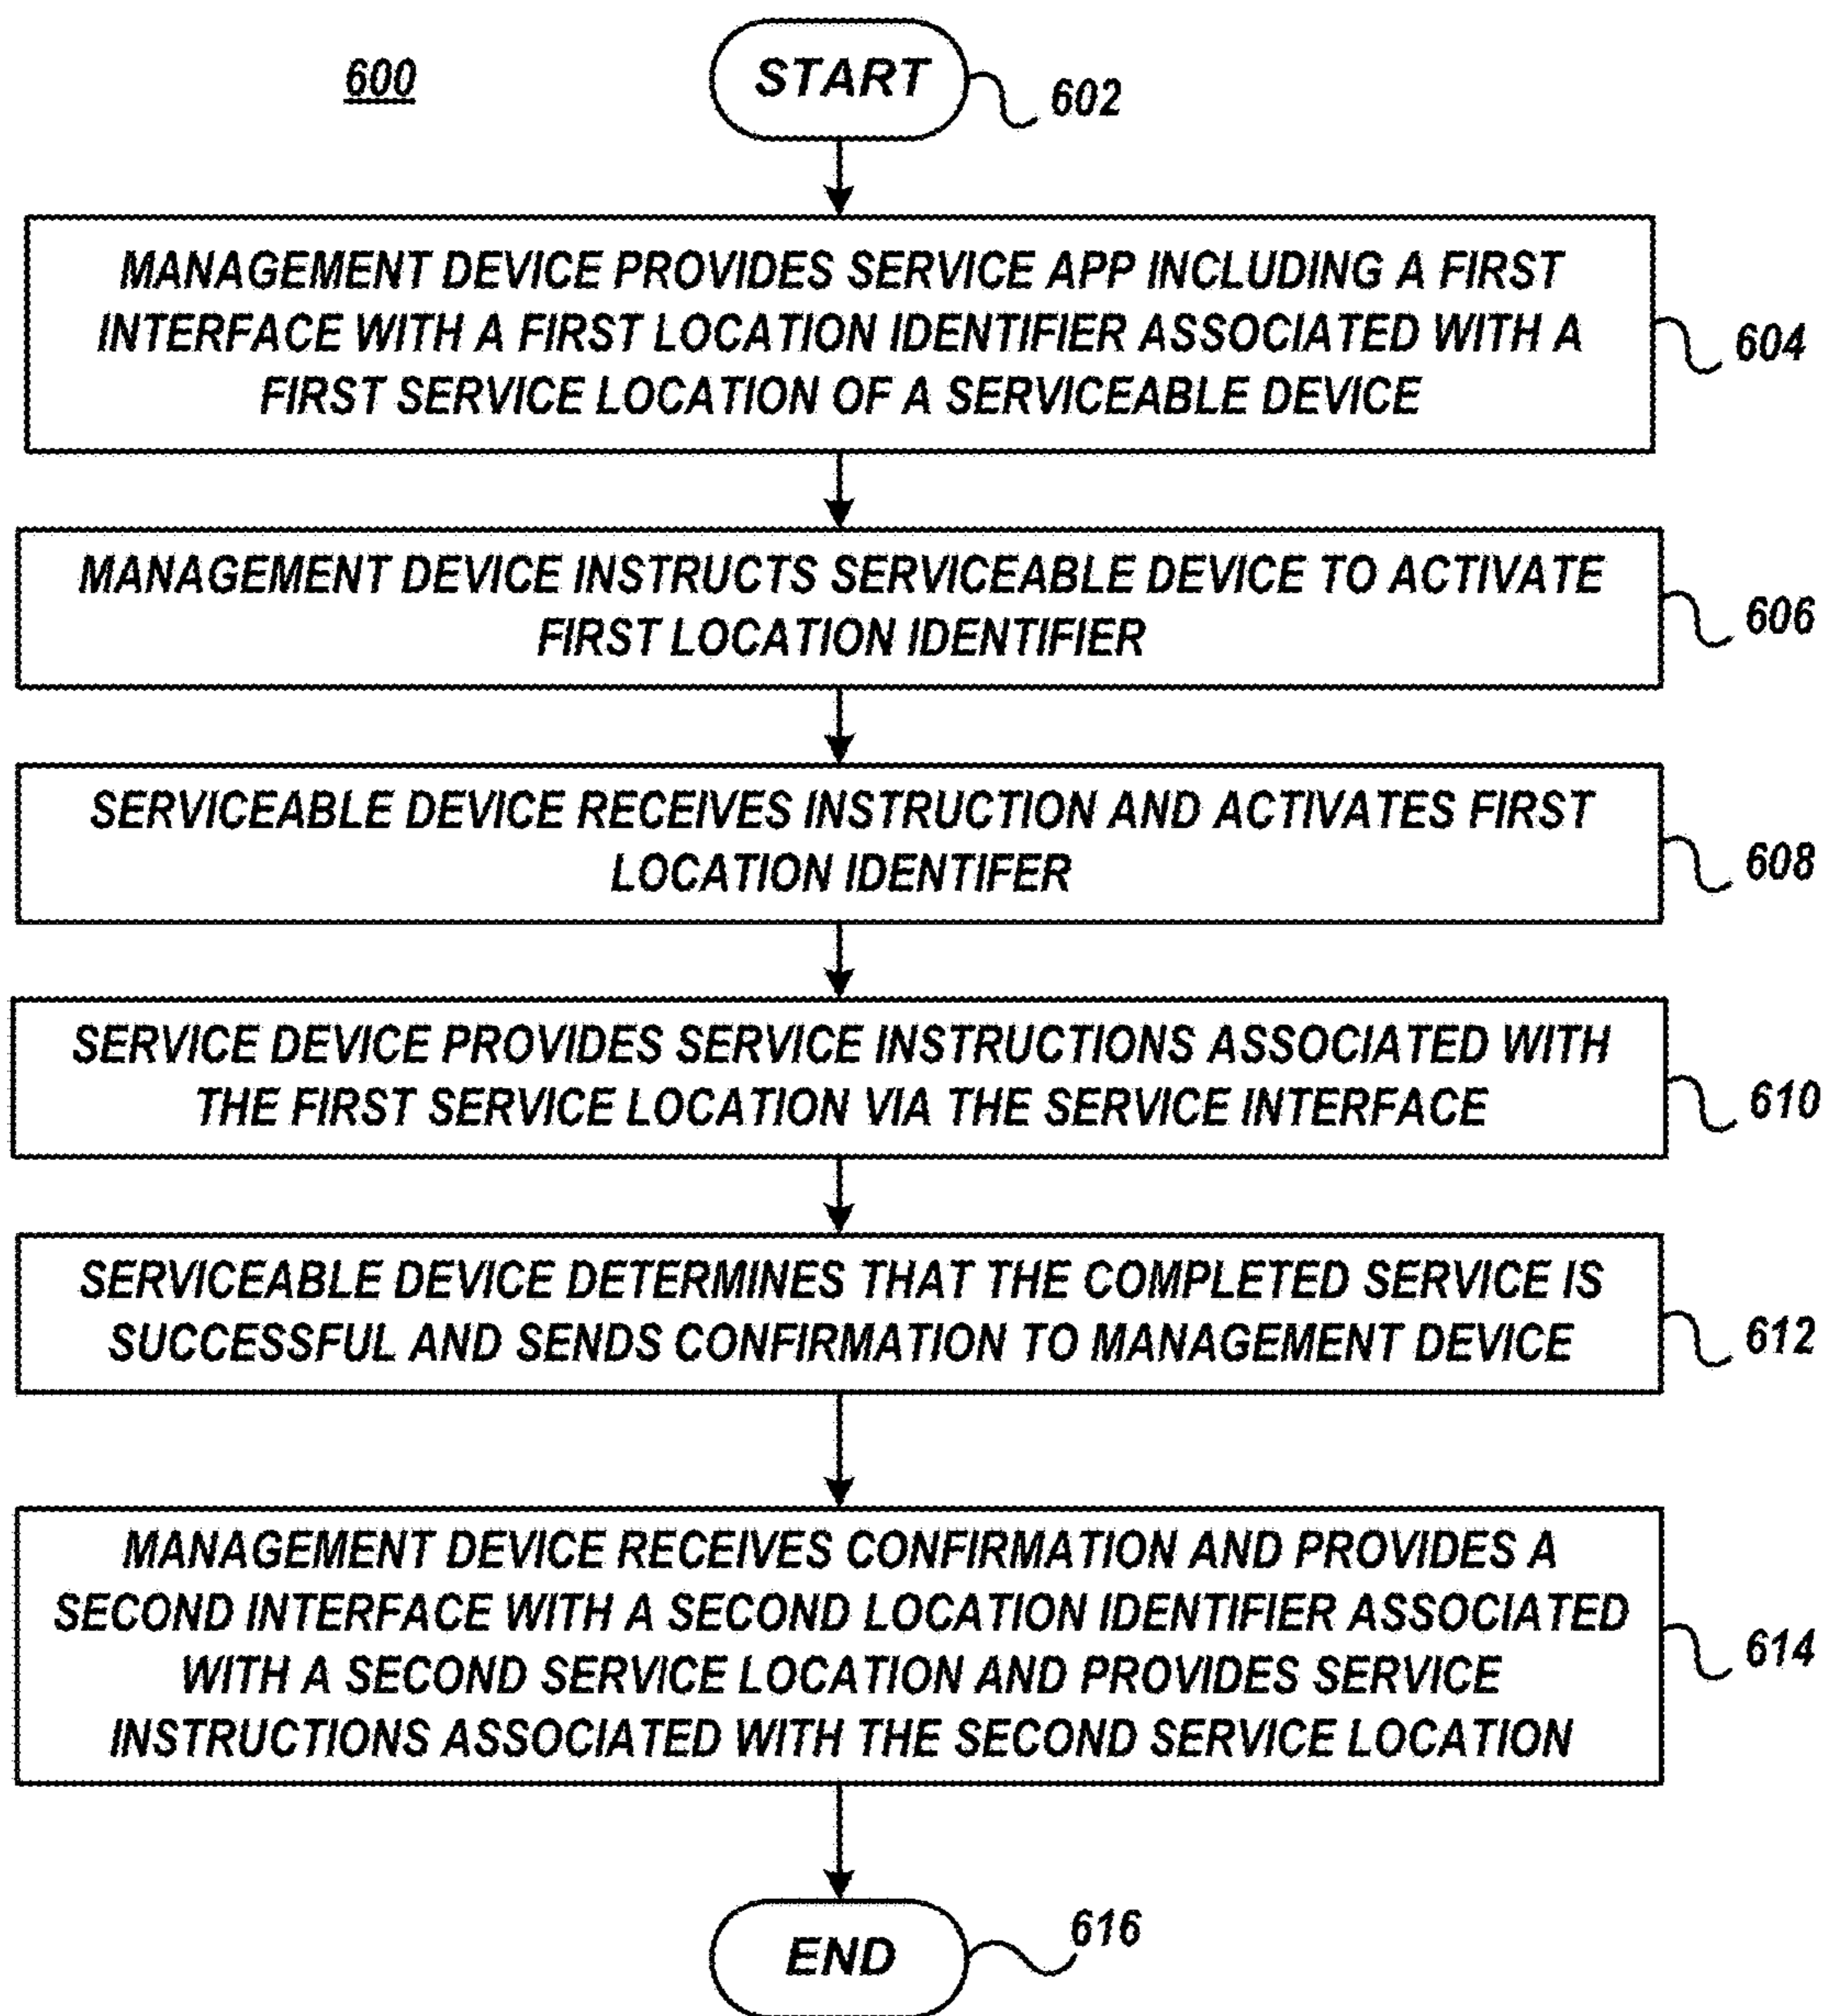 600
START
602
MANAGEMENT DEVICE PROVIDES SERVICE APP INCLUDING A FIRST
INTERFACE WITH A FIRST LOCATION IDENTIFIER ASSOCIATED WITH A
FIRST SERVICE LOCATION OF A SERVICEABLE DEVICE
604
MANAGEMENT DEVICE INSTRUCTS SERVICEABLE DEVICE TO ACTIVATE
FIRST LOCATION IDENTIFIER
606
SERVICEABLE DEVICE RECEIVES INSTRUCTION AND ACTIVATES FIRST
LOCATION IDENTIFER
608
SERVICE DEVICE PROVIDES SERVICE INSTRUCTIONS ASSOCIATED WITH
THE FIRST SERVICE LOCATION VIA THE SERVICE INTERFACE
610
SERVICEABLE DEVICE DETERMINES THAT THE COMPLETED SERVICE IS
SUCCESSFUL AND SENDS CONFIRMATION TO MANAGEMENT DEVICE
612
MANAGEMENT DEVICE RECEIVES CONFIRMATION AND PROVIDES A
SECOND INTERFACE WITH A SECOND LOCATION IDENTIFIER ASSOCIATED
WITH A SECOND SERVICE LOCATION AND PROVIDES SERVICE
INSTRUCTIONS ASSOCIATED WITH THE SECOND SERVICE LOCATION
614
END
616